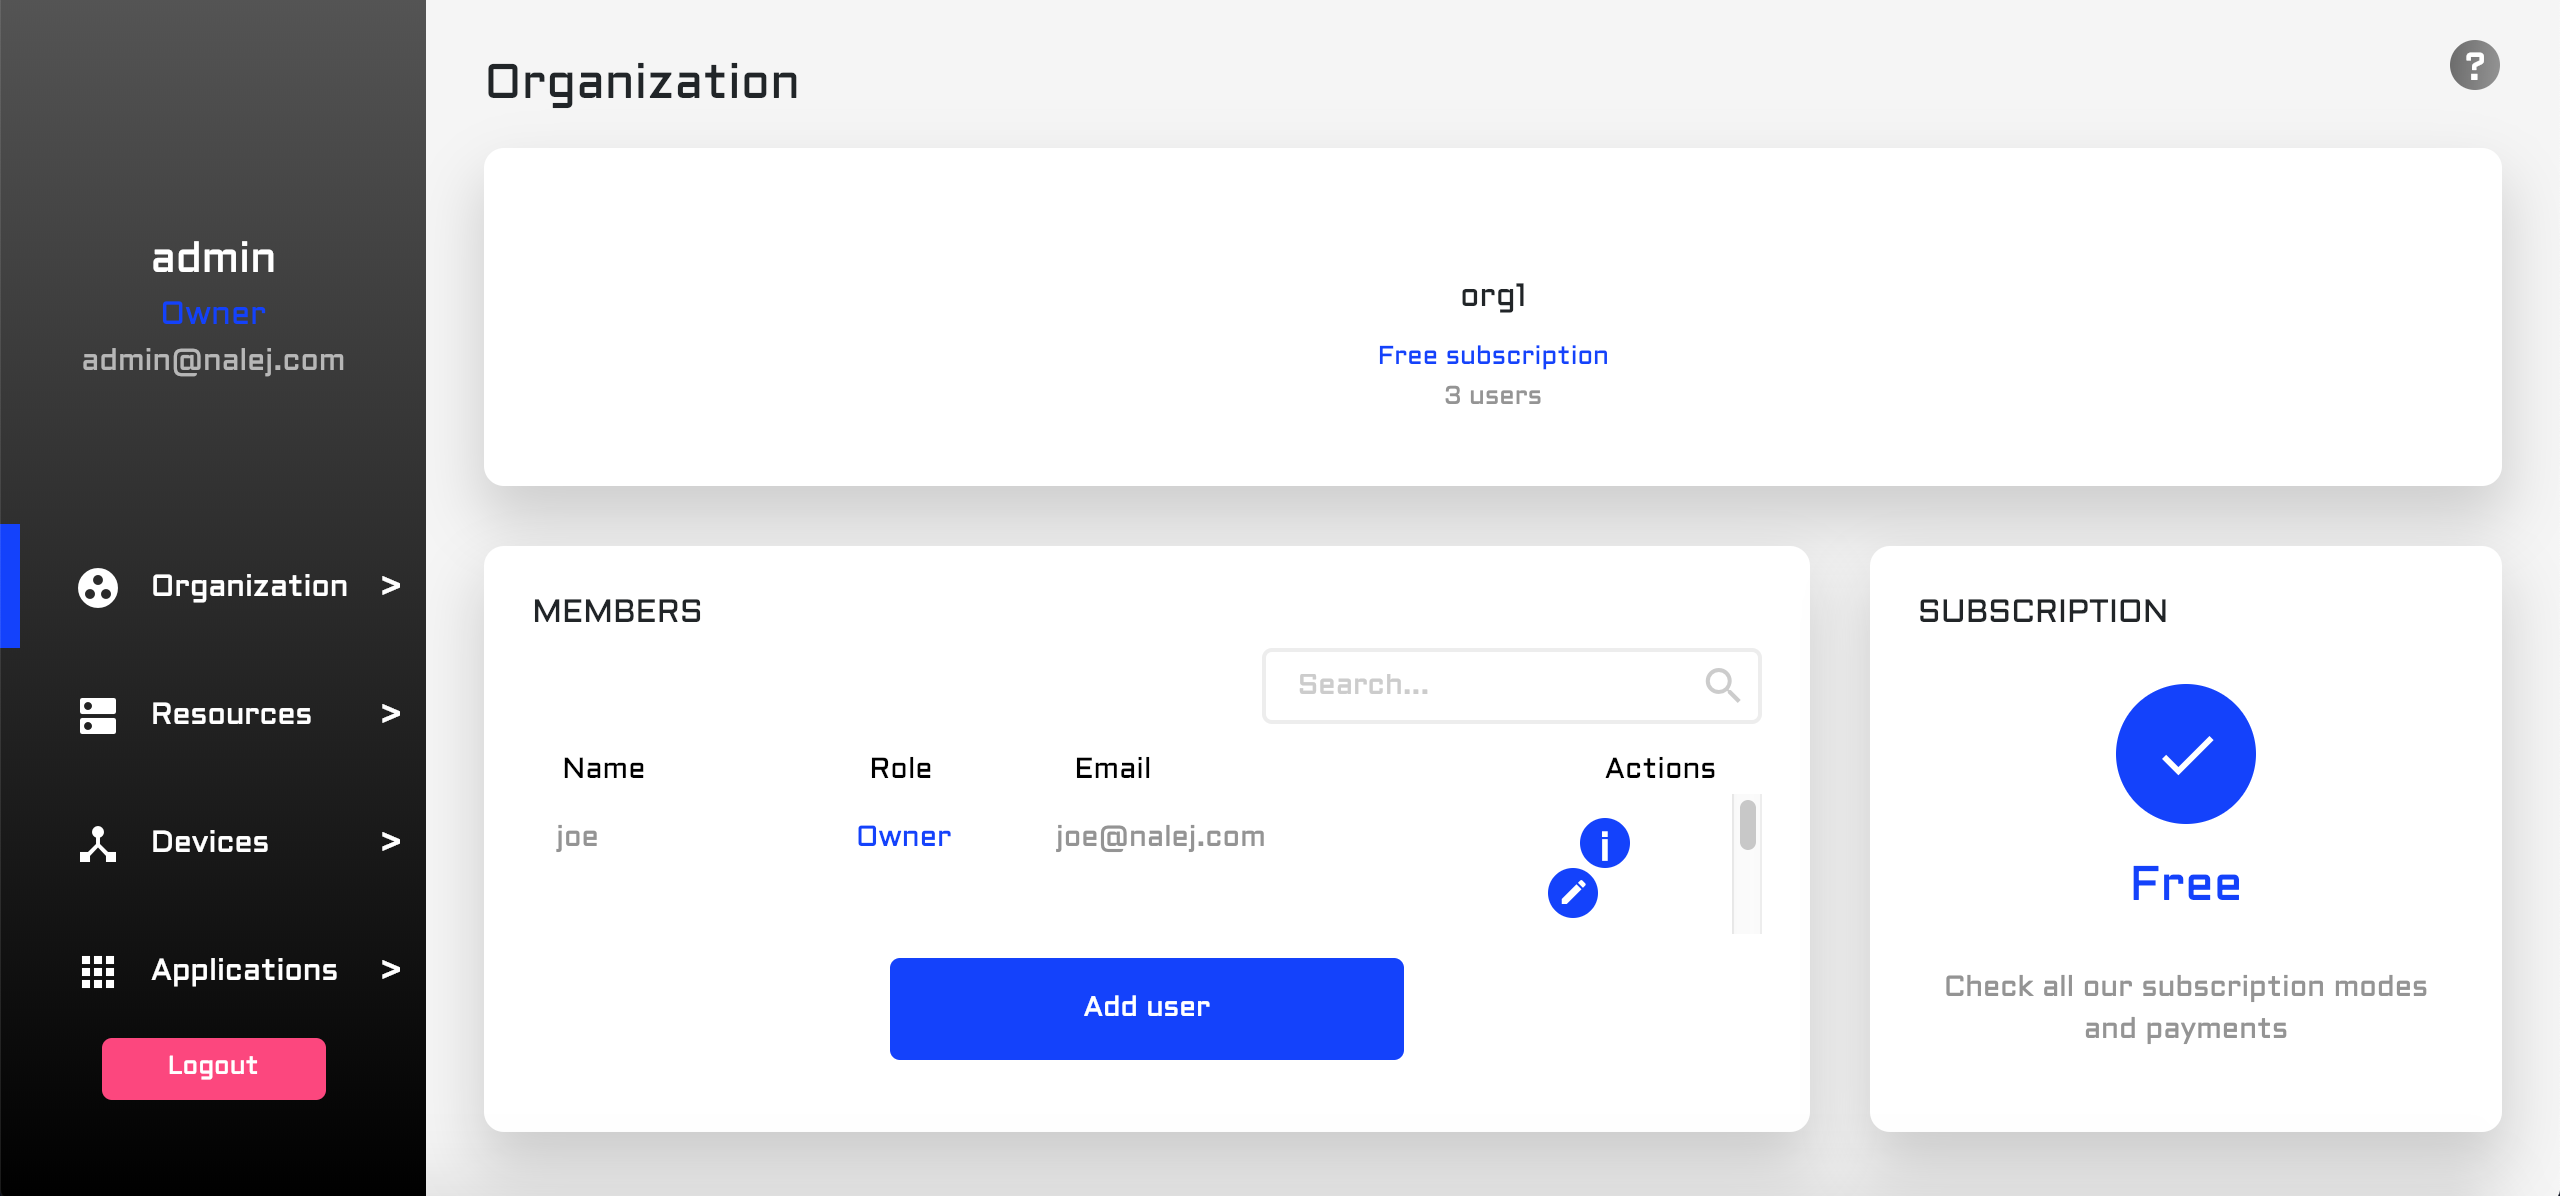 admin
Owner
admin@nalej.com
Organization >
Resources >
Devices >
Applications >
Logout
Organization
?
org1
Free subscription
3 users
MEMBERS
Search...
Name Role Email Actions
joe Owner joe@nalej.com i
Add user
SUBSCRIPTION
Free
Check all our subscription modes
and payments